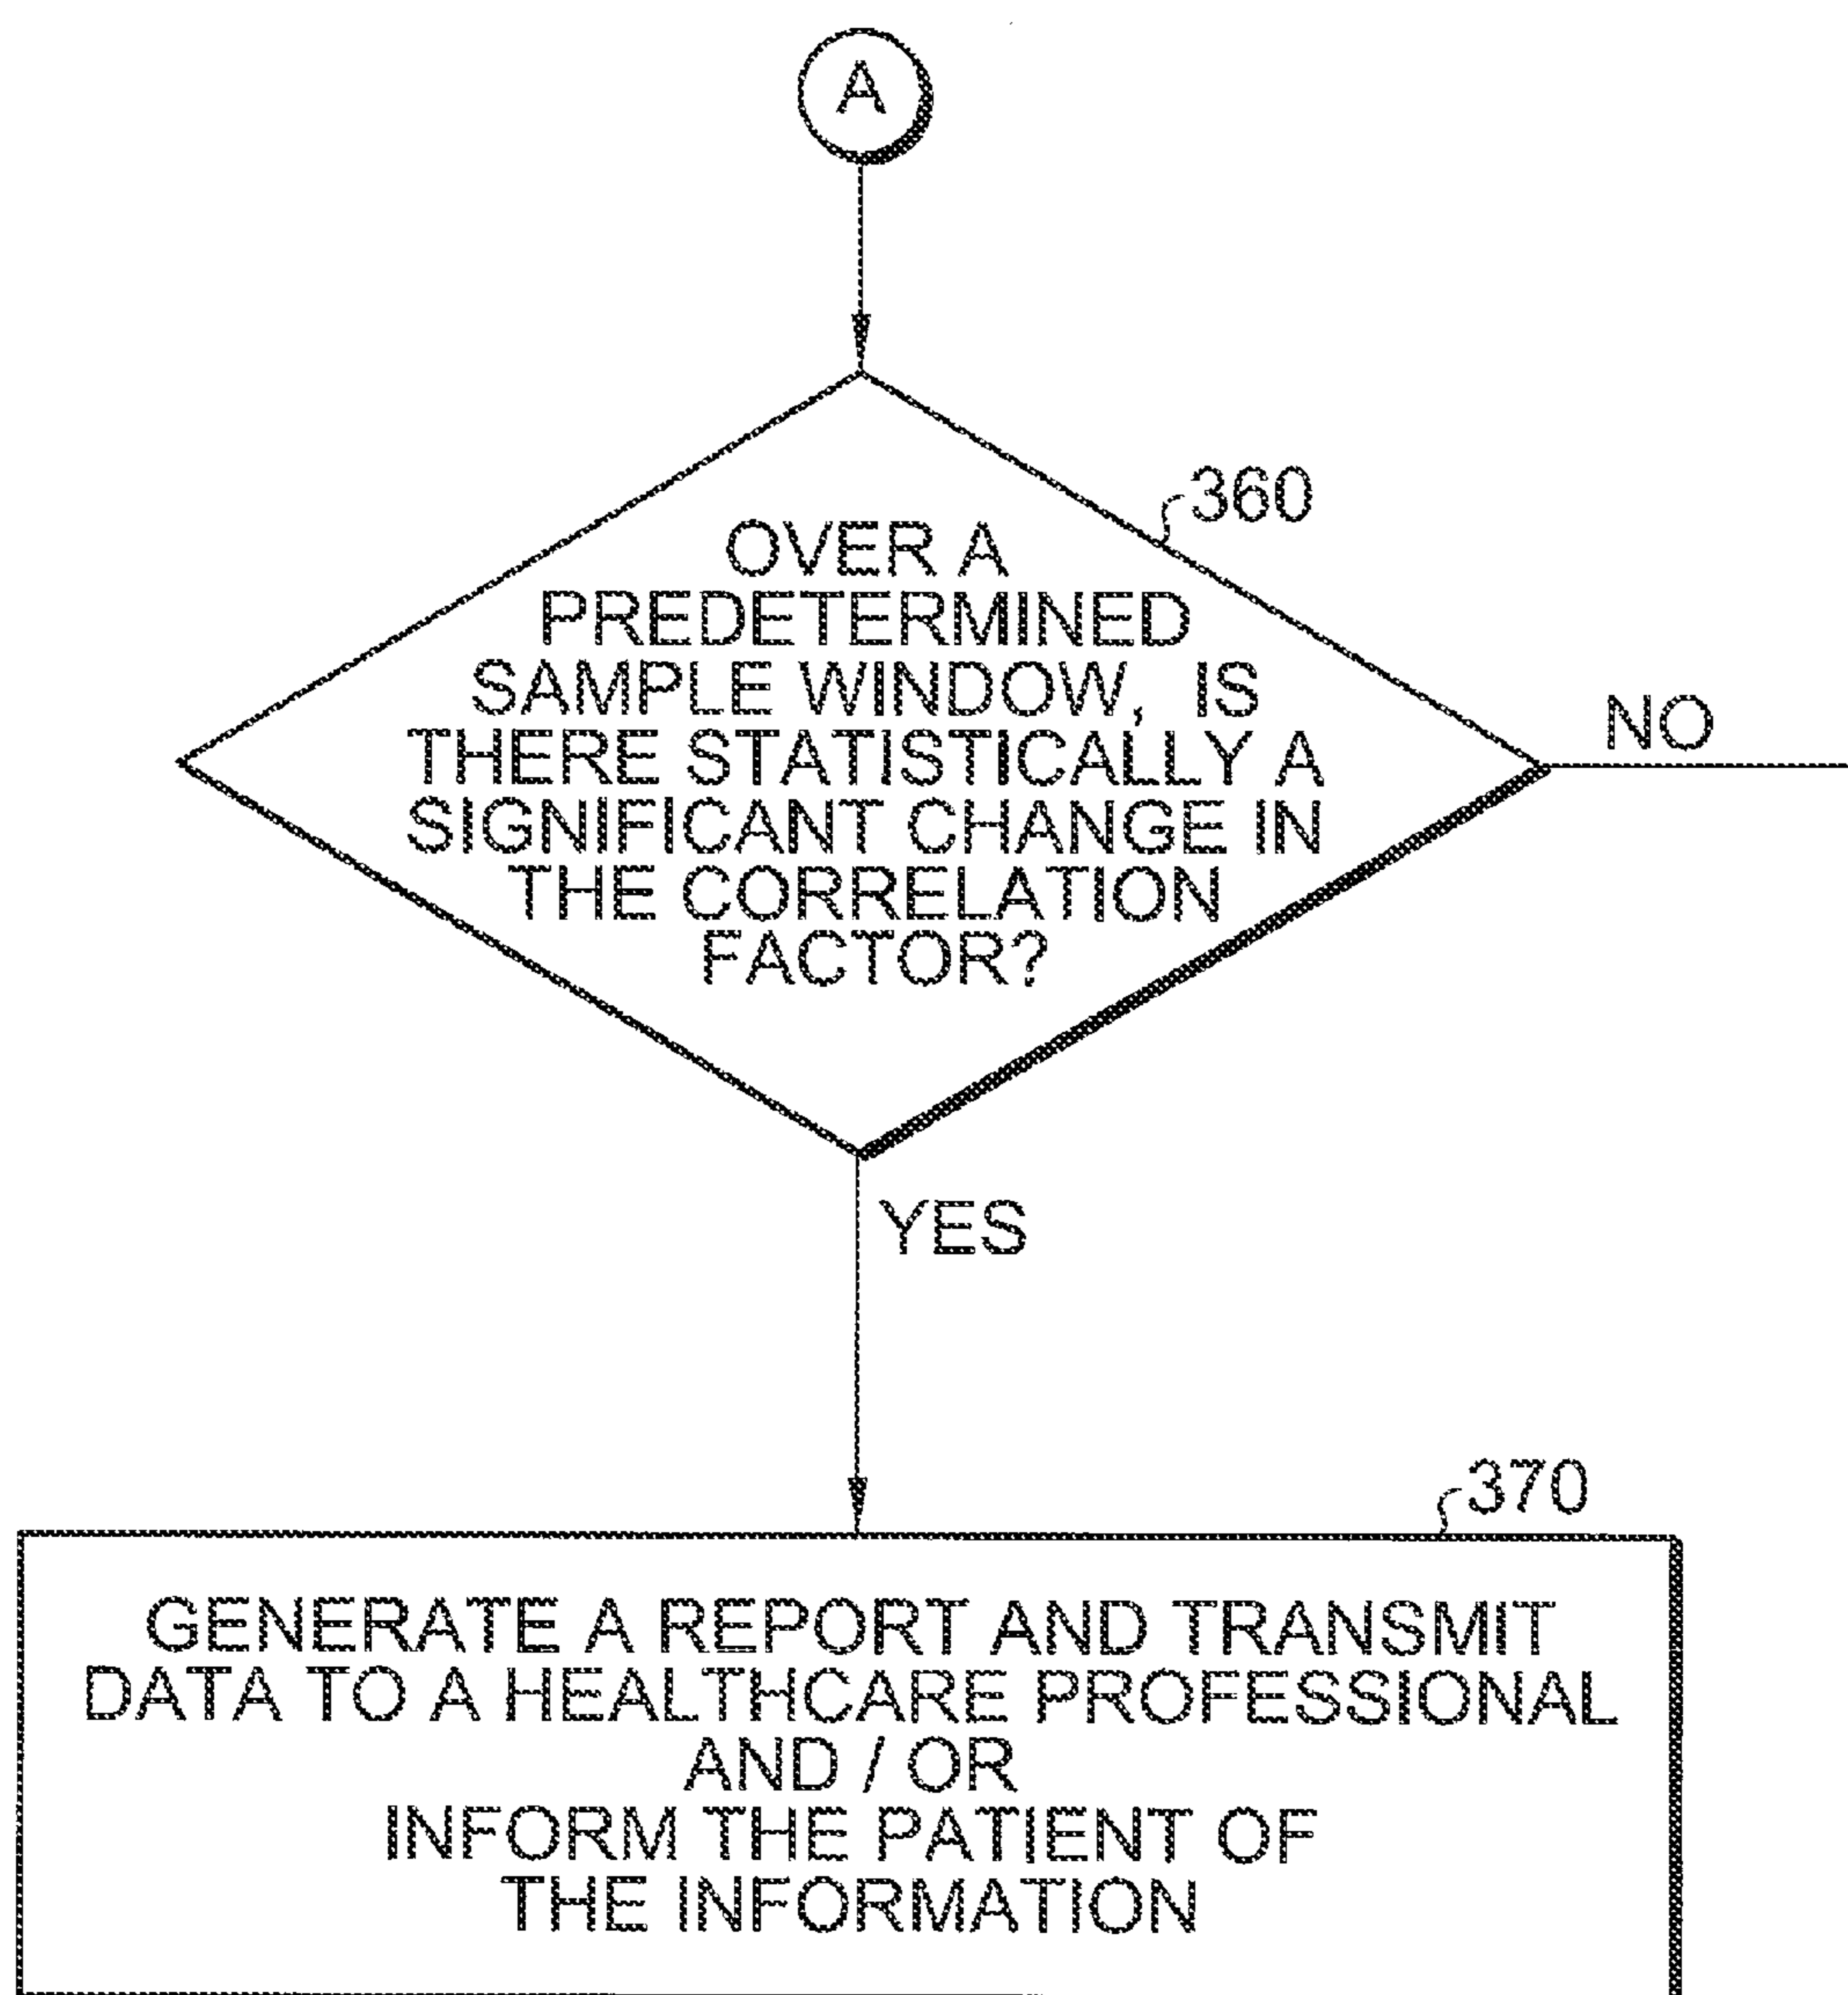 A
360
OVER A
PREDETERMINED
SAMPLE WINDOW, IS
THERE STATISTICALLY A
SIGNIFICANT CHANGE IN
THE CORRELATION
FACTOR?
NO
YES
370
GENERATE A REPORT AND TRANSMIT
DATA TO A HEALTHCARE PROFESSIONAL
AND / OR
INFORM THE PATIENT OF
THE INFORMATION